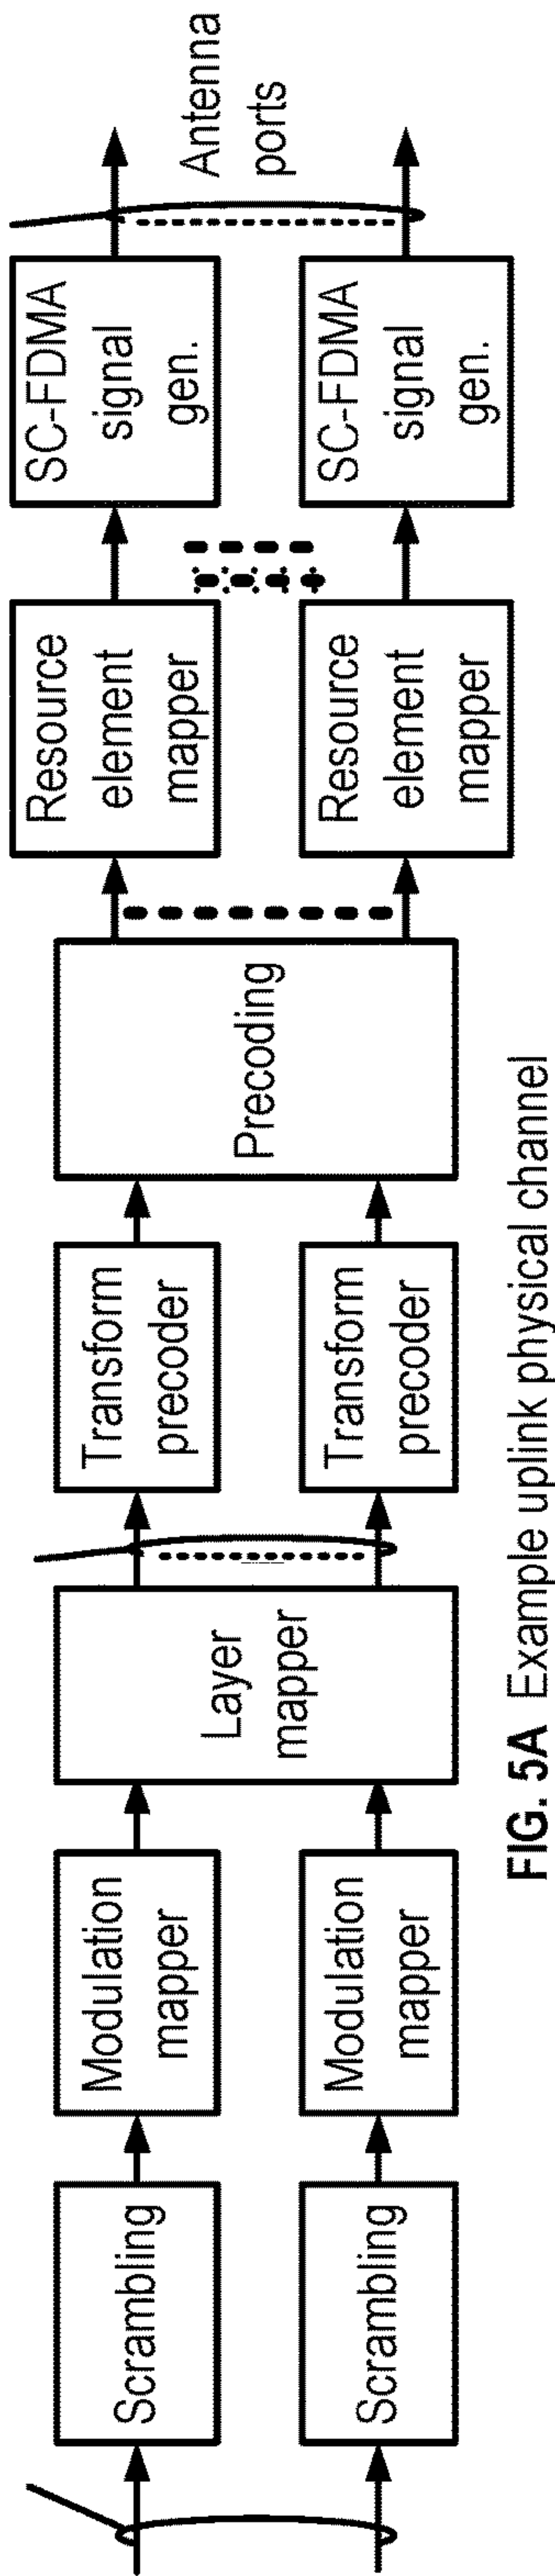 Scrambling
Scrambling
Modulation
mapper
Modulation
mapper
Layer
mapper
Transform
precoder
Transform
precoder
Precoding
Resource
element
mapper
Resource
element
mapper
SC-FDMA
signal
gen.
SC-FDMA
signal
gen.
Antenna
ports
FIG. 5A Example uplink physical channel